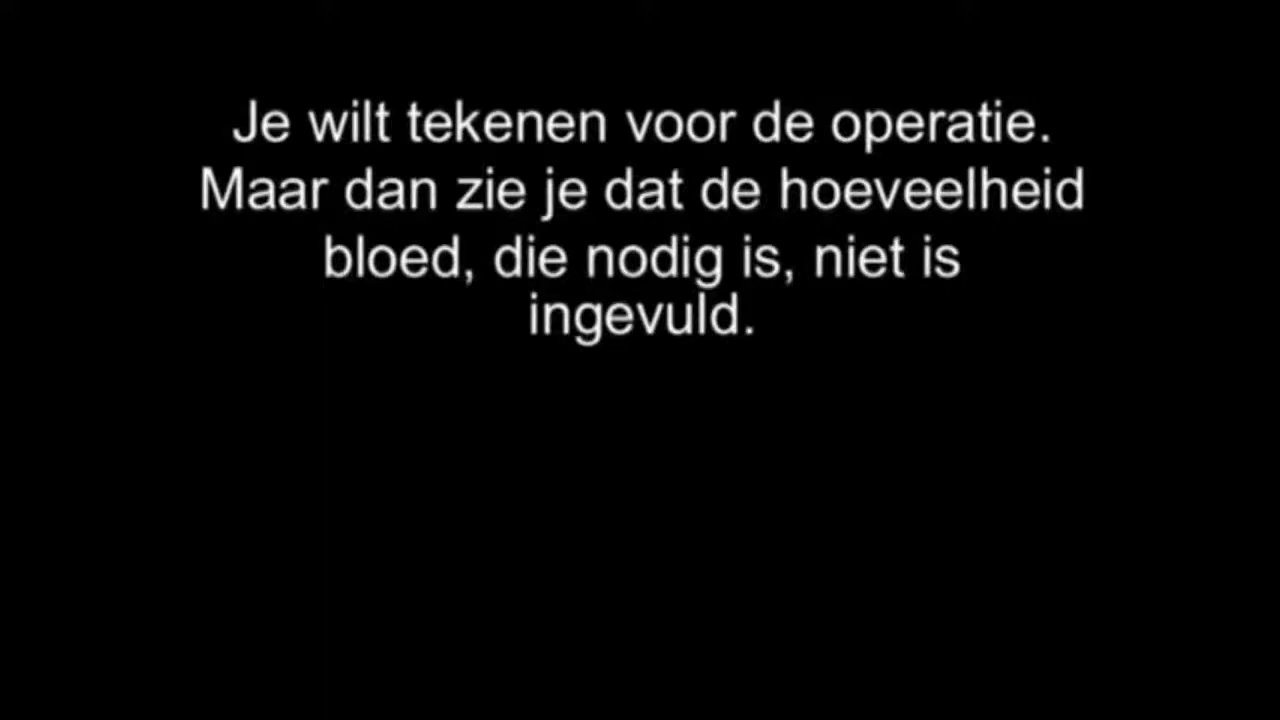 Je wilt tekenen voor de operatie.
Maar dan zie je dat de hoeveelheid
bloed, die nodig is, niet is
ingevuld.